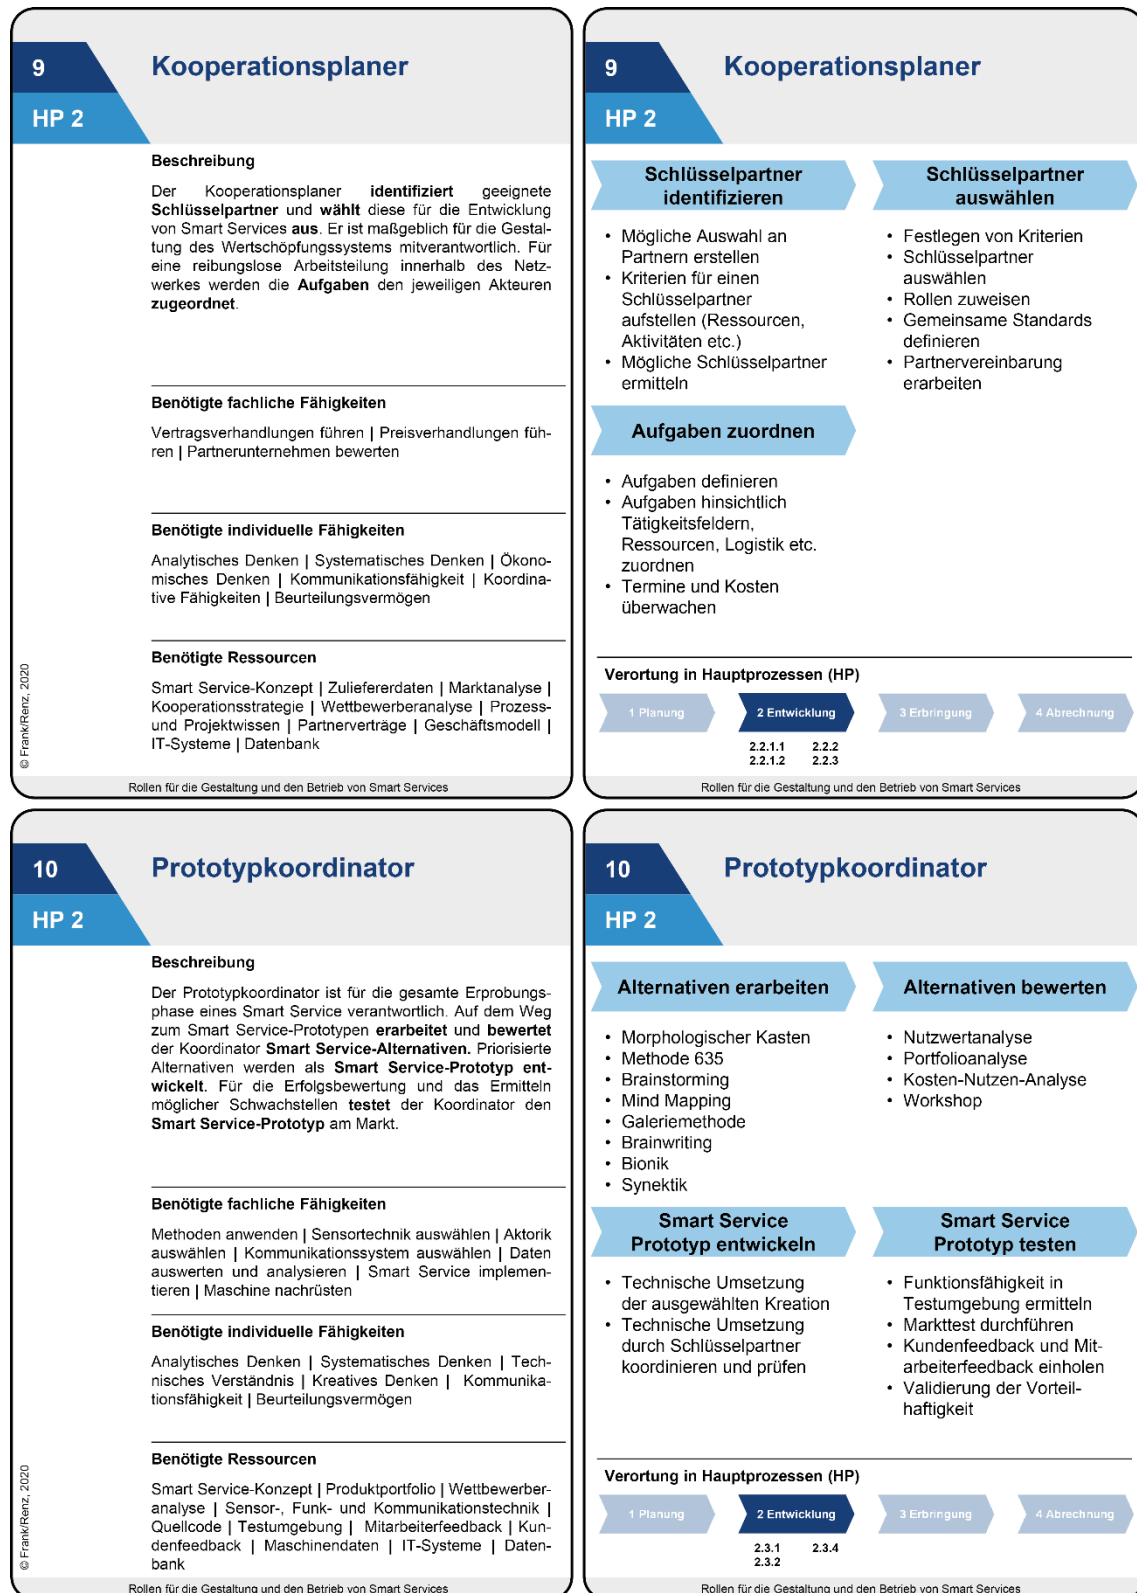 9
Kooperationsplaner
HP 2
Beschreibung
Der Kooperationsplaner identifiziert geeignete
Schlüsselpartner und wählt diese für die Entwicklung
von Smart Services aus. Er ist maßgeblich für die Gestal-
tung des Wertschöpfungssystems mitverantwortlich. Für
eine reibungslose Arbeitsteilung innerhalb des Netz-
werkes werden die Aufgaben den jeweiligen Akteuren
zugeordnet.
Benötigte fachliche Fähigkeiten
Vertragsverhandlungen führen | Preisverhandlungen füh-
ren | Partnerunternehmen bewerten
Benötigte individuelle Fähigkeiten
Analytisches Denken | Systematisches Denken | Ökono-
misches Denken | Kommunikationsfähigkeit | Koordina-
tive Fähigkeiten | Beurteilungsvermögen
Benötigte Ressourcen
Smart Service-Konzept | Zuliefererdaten | Marktanalyse |
Kooperationsstrategie | Wettbewerberanalyse | Prozess-
und Projektwissen | Partnerverträge | Geschäftsmodell |
IT-Systeme | Datenbank
© Frank/Renz, 2020
Rollen für die Gestaltung und den Betrieb von Smart Services
9
Kooperationsplaner
HP 2
Schlüsselpartner
identifizieren
• Mögliche Auswahl an
Partnern erstellen
• Kriterien für einen
Schlüsselpartner
aufstellen (Ressourcen,
Aktivitäten etc.)
• Mögliche Schlüsselpartner
ermitteln
Schlüsselpartner
auswählen
• Festlegen von Kriterien
• Schlüsselpartner
auswählen
• Rollen zuweisen
• Gemeinsame Standards
definieren
• Partnervereinbarung
erarbeiten
Aufgaben zuordnen
• Aufgaben definieren
• Aufgaben hinsichtlich
Tätigkeitsfeldern,
Ressourcen, Logistik etc.
zuordnen
• Termine und Kosten
überwachen
Verortung in Hauptprozessen (HP)
1 Planung
2 Entwicklung
3 Erbringung
4 Abrechnung
2.2.1.1 2.2.2
2.2.1.2 2.2.3
Rollen für die Gestaltung und den Betrieb von Smart Services
10
Prototypkoordinator
HP 2
Beschreibung
Der Prototypkoordinator ist für die gesamte Erprobungs-
phase eines Smart Service verantwortlich. Auf dem Weg
zum Smart Service-Prototypen erarbeitet und bewertet
der Koordinator Smart Service-Alternativen. Priorisierte
Alternativen werden als Smart Service-Prototyp ent-
wickelt. Für die Erfolgsbewertung und das Ermitteln
möglicher Schwachstellen testet der Koordinator den
Smart Service-Prototyp am Markt.
Benötigte fachliche Fähigkeiten
Methoden anwenden | Sensortechnik auswählen | Aktorik
auswählen | Kommunikationssystem auswählen | Daten
auswerten und analysieren | Smart Service implemen-
tieren | Maschine nachrüsten
Benötigte individuelle Fähigkeiten
Analytisches Denken | Systematisches Denken | Tech-
nisches Verständnis | Kreatives Denken | Kommunika-
tionsfähigkeit | Beurteilungsvermögen
Benötigte Ressourcen
Smart Service-Konzept | Produktportfolio | Wettbewerber-
analyse | Sensor-, Funk- und Kommunikationstechnik |
Quellcode | Testumgebung | Mitarbeiterfeedback | Kun-
denfeedback | Maschinendaten | IT-Systeme | Daten-
bank
© Frank/Renz, 2020
Rollen für die Gestaltung und den Betrieb von Smart Services
10
Prototypkoordinator
HP 2
Alternativen erarbeiten
• Morphologischer Kasten
• Methode 635
• Brainstorming
• Mind Mapping
• Galeriemethode
• Brainwriting
• Bionik
• Synektik
Alternativen bewerten
• Nutzwertanalyse
• Portfolioanalyse
• Kosten-Nutzen-Analyse
• Workshop
Smart Service
Prototyp entwickeln
• Technische Umsetzung
der ausgewählten Kreation
• Technische Umsetzung
durch Schlüsselpartner
koordinieren und prüfen
Smart Service
Prototyp testen
• Funktionsfähigkeit in
Testumgebung ermitteln
• Markttest durchführen
• Kundenfeedback und Mit-
arbeiterfeedback einholen
• Validierung der Vorteil-
haftigkeit
Verortung in Hauptprozessen (HP)
1 Planung
2 Entwicklung
3 Erbringung
4 Abrechnung
2.3.1 2.3.4
2.3.2
Rollen für die Gestaltung und den Betrieb von Smart Services